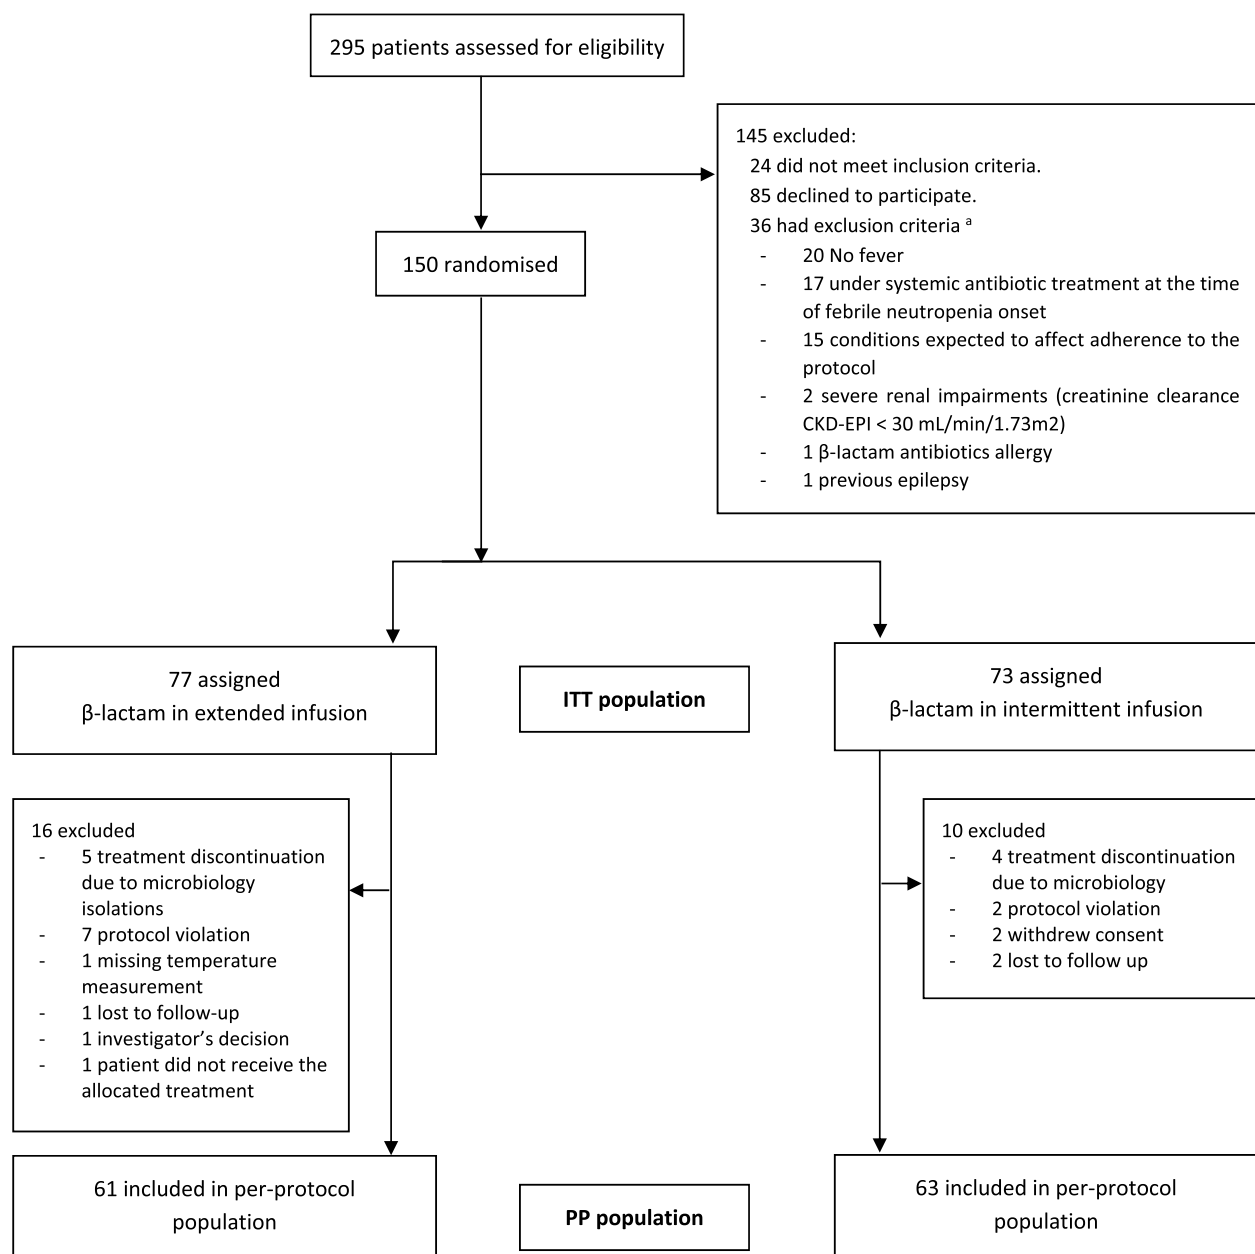 295 patients assessed for eligibility
145 excluded:
24 did not meet inclusion criteria.
85 declined to participate.
36 had exclusion criteria ᵃ
- 20 No fever
- 17 under systemic antibiotic treatment at the time
of febrile neutropenia onset
- 15 conditions expected to affect adherence to the
protocol
- 2 severe renal impairments (creatinine clearance
CKD-EPI < 30 mL/min/1.73m2)
- 1 β-lactam antibiotics allergy
- 1 previous epilepsy
150 randomised
77 assigned
β-lactam in extended infusion
ITT population
73 assigned
β-lactam in intermittent infusion
16 excluded
- 5 treatment discontinuation
due to microbiology
isolations
- 7 protocol violation
- 1 missing temperature
measurement
- 1 lost to follow-up
- 1 investigator’s decision
- 1 patient did not receive the
allocated treatment
10 excluded
- 4 treatment discontinuation
due to microbiology
- 2 protocol violation
- 2 withdrew consent
- 2 lost to follow up
61 included in per-protocol
population
PP population
63 included in per-protocol
population